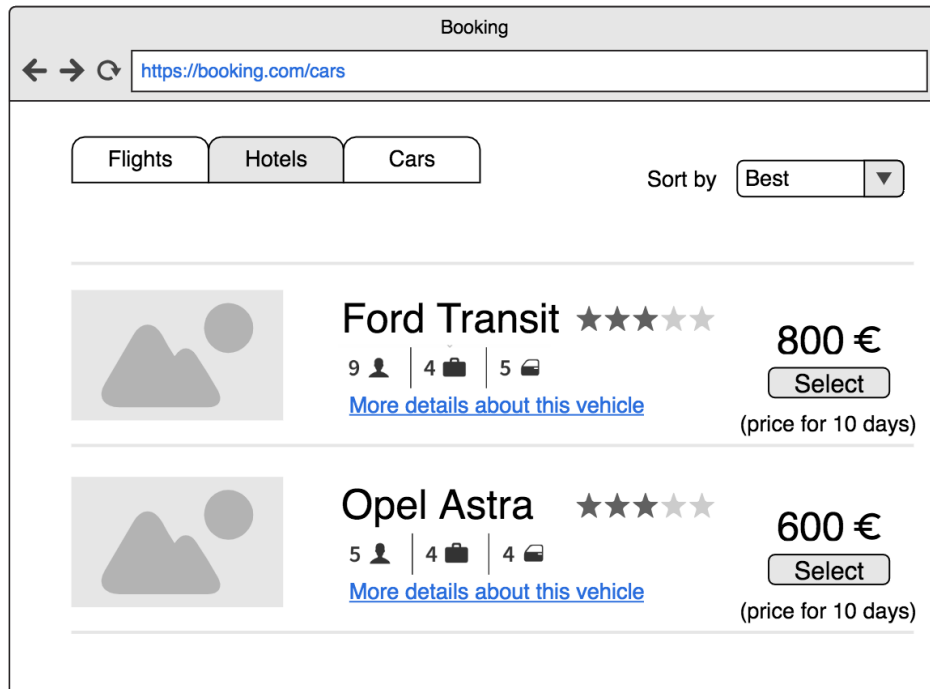 Booking
https://booking.com/cars
Flights Hotels Cars
Sort by Best
Ford Transit
800 €
9 4 5
Select
More details about this vehicle
(price for 10 days)
Opel Astra
600 €
5 4 4
Select
More details about this vehicle
(price for 10 days)